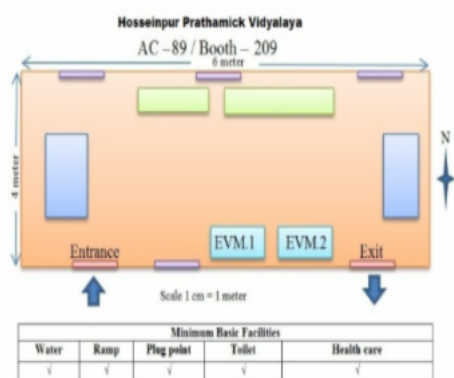 Hosseinpur Prathamick Vidyalaya
AC –89 / Booth – 209
6 meter
N
4 meter
Entrance EVM.1 EVM.2 Exit
Scale 1 cm = 1 meter
Minimum Basic Facilities
Water Ramp Plug point Toilet Health care
√ √ √ √ √